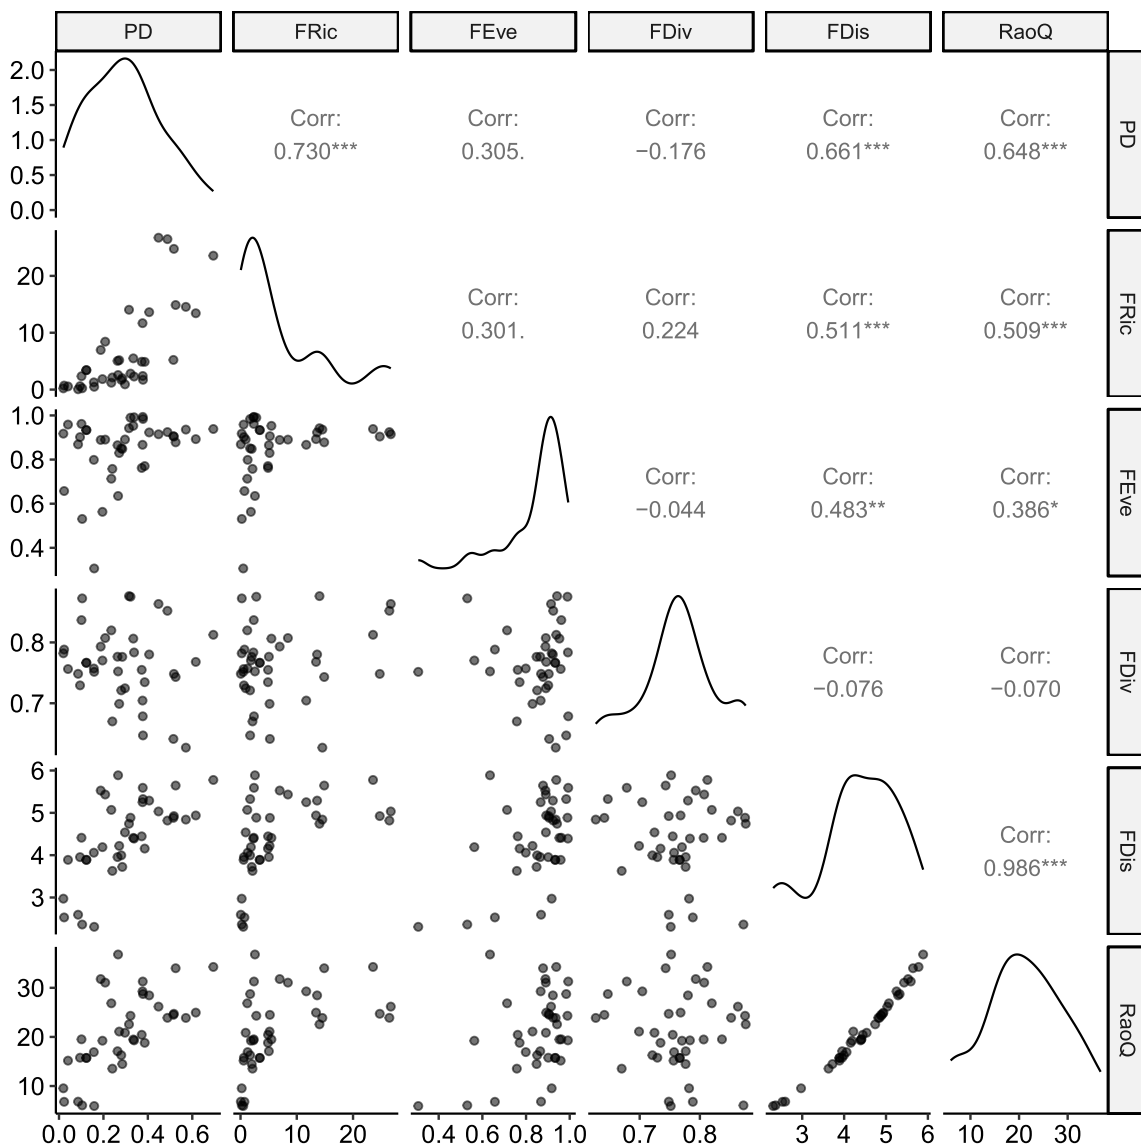 PD FRic FEve FDiv FDis RaoQ
2.0
1.5
1.0
0.5
0.0
Corr: Corr: Corr: Corr: Corr:
0.730*** 0.305. −0.176 0.661*** 0.648***
PD
20
10
0
Corr: Corr: Corr: Corr:
0.301. 0.224 0.511*** 0.509***
FRic
1.0
0.8
0.6
0.4
Corr: Corr: Corr:
−0.044 0.483** 0.386*
FEve
0.8
0.7
Corr: Corr:
−0.076 −0.070
FDiv
6
5
4
3
Corr:
0.986***
FDis
30
20
10
RaoQ
0.0 0.2 0.4 0.6 0 10 20 0.4 0.6 0.8 1.0 0.7 0.8 3 4 5 6 10 20 30